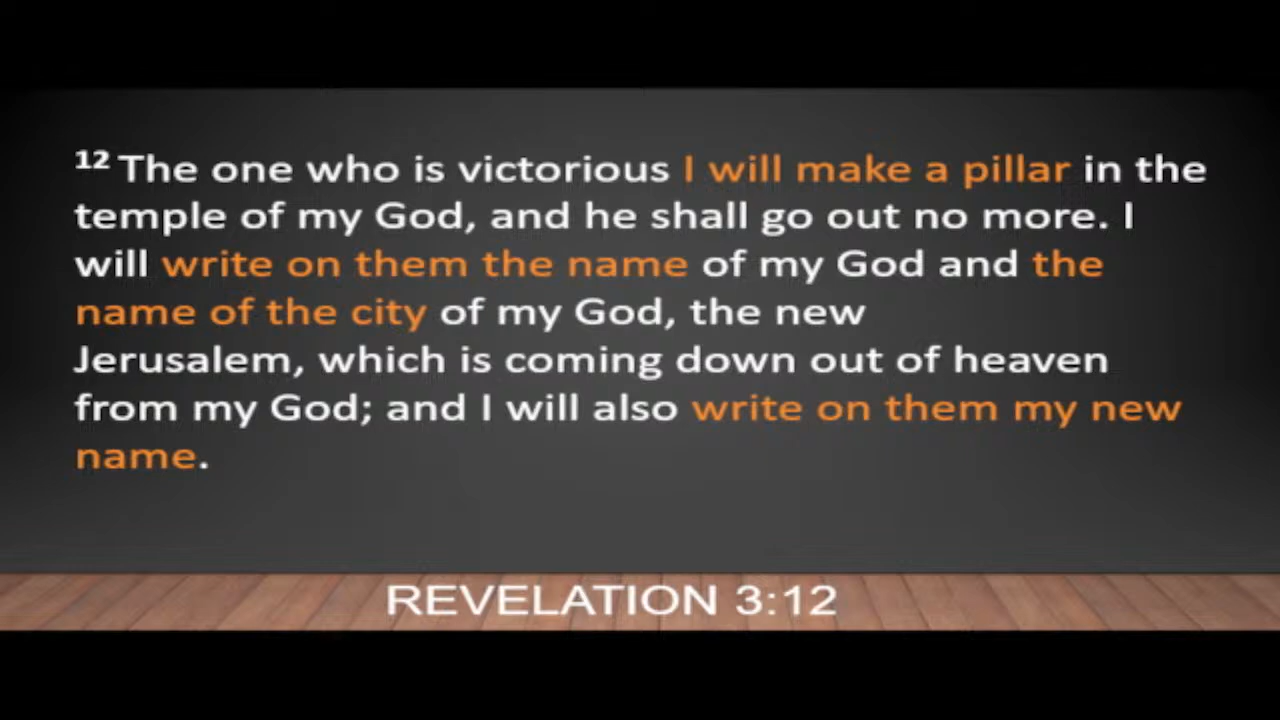 12 The one who is victorious I will make a pillar in the
temple of my God, and he shall go out no more. I
will write on them the name of my God and the
name of the city of my God, the new
Jerusalem, which is coming down out of heaven
from my God; and I will also write on them my new
name.
REVELATION 3:12